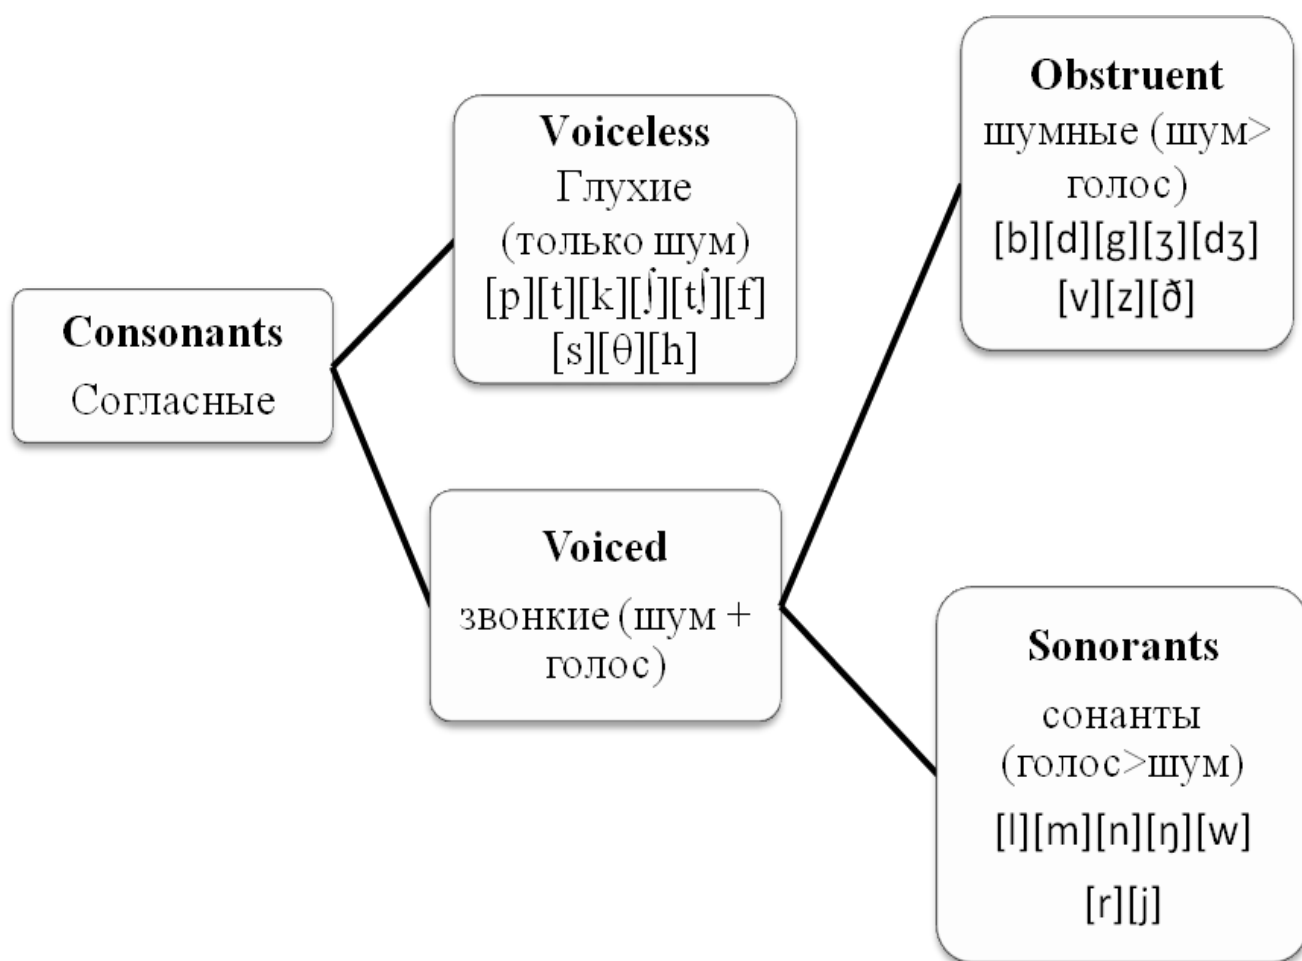 Consonants
Согласные
Voiceless
Глухие
(только шум)
[p][t][k][ʃ][tʃ][f]
[s][θ][h]
Voiced
звонкие (шум +
голос)
Obstruent
шумные (шум>
голос)
[b][d][g][ʒ][dʒ]
[v][z][ð]
Sonorants
сонанты
(голос>шум)
[l][m][n][ŋ][w]
[r][j]